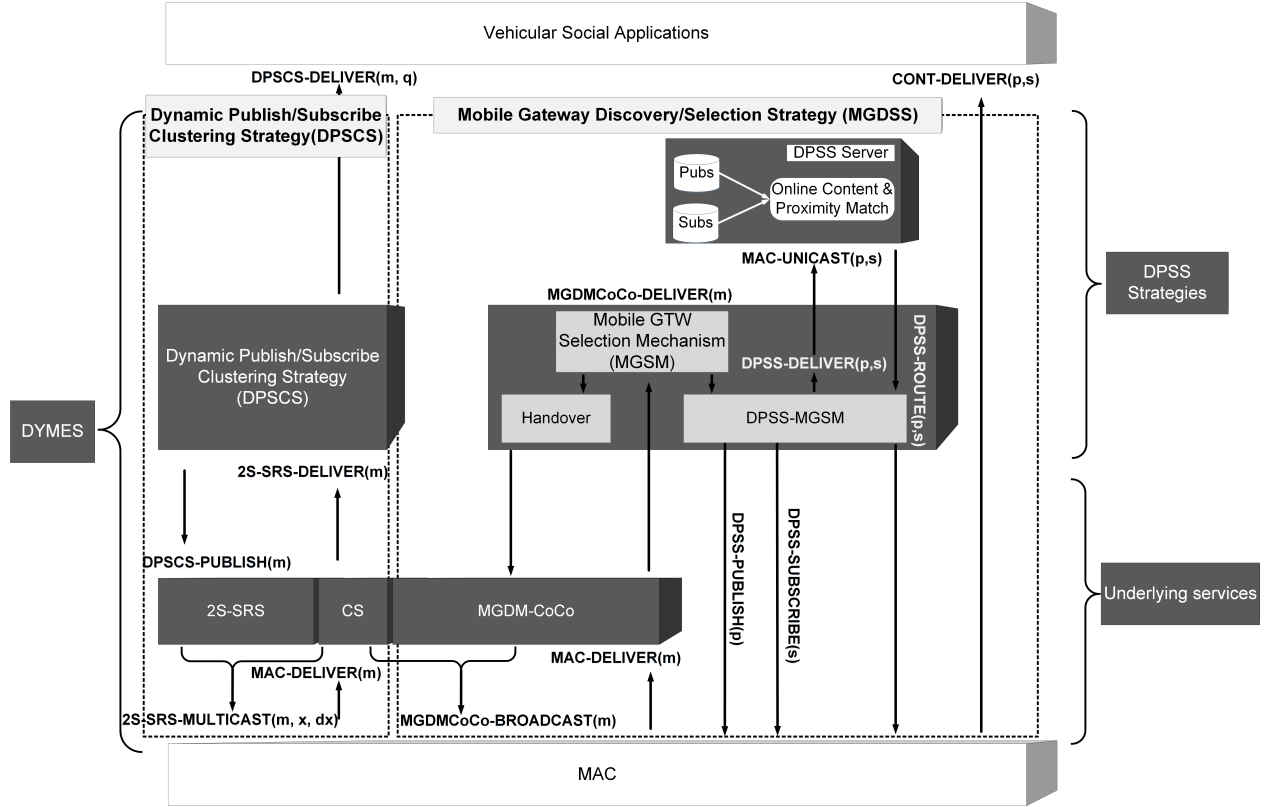 Vehicular Social Applications
DPSCS-DELIVER(m, q)
CONT-DELIVER(p,s)
Dynamic Publish/Subscribe
Clustering Strategy(DPSCS)
Mobile Gateway Discovery/Selection Strategy (MGDSS)
DPSS Server
Pubs
Subs
Online Content &
Proximity Match
MAC-UNICAST(p,s)
DPSS
Strategies
MGDMCoCo-DELIVER(m)
Mobile GTW
Selection Mechanism
(MGSM)
DPSS-DELIVER(p,s)
DPSS-ROUTE(p,s)
Dynamic Publish/Subscribe
Clustering Strategy
(DPSCS)
Handover
DPSS-MGSM
DYMES
2S-SRS-DELIVER(m)
DPSCS-PUBLISH(m)
DPSS-PUBLISH(p)
DPSS-SUBSCRIBE(s)
2S-SRS
CS
MGDM-CoCo
Underlying services
MAC-DELIVER(m)
MAC-DELIVER(m)
2S-SRS-MULTICAST(m, x, dx)
MGDMCoCo-BROADCAST(m)
MAC